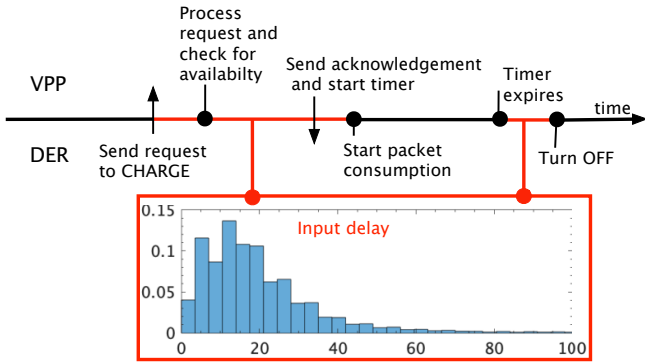 Process
request and
check for
availabilty
Send acknowledgement
and start timer
Timer
expires
VPP
time
DER
Send request
to CHARGE
Start packet
consumption
Turn OFF
Input delay
0.15
0.1
0.05
0
0
20
40
60
80
100